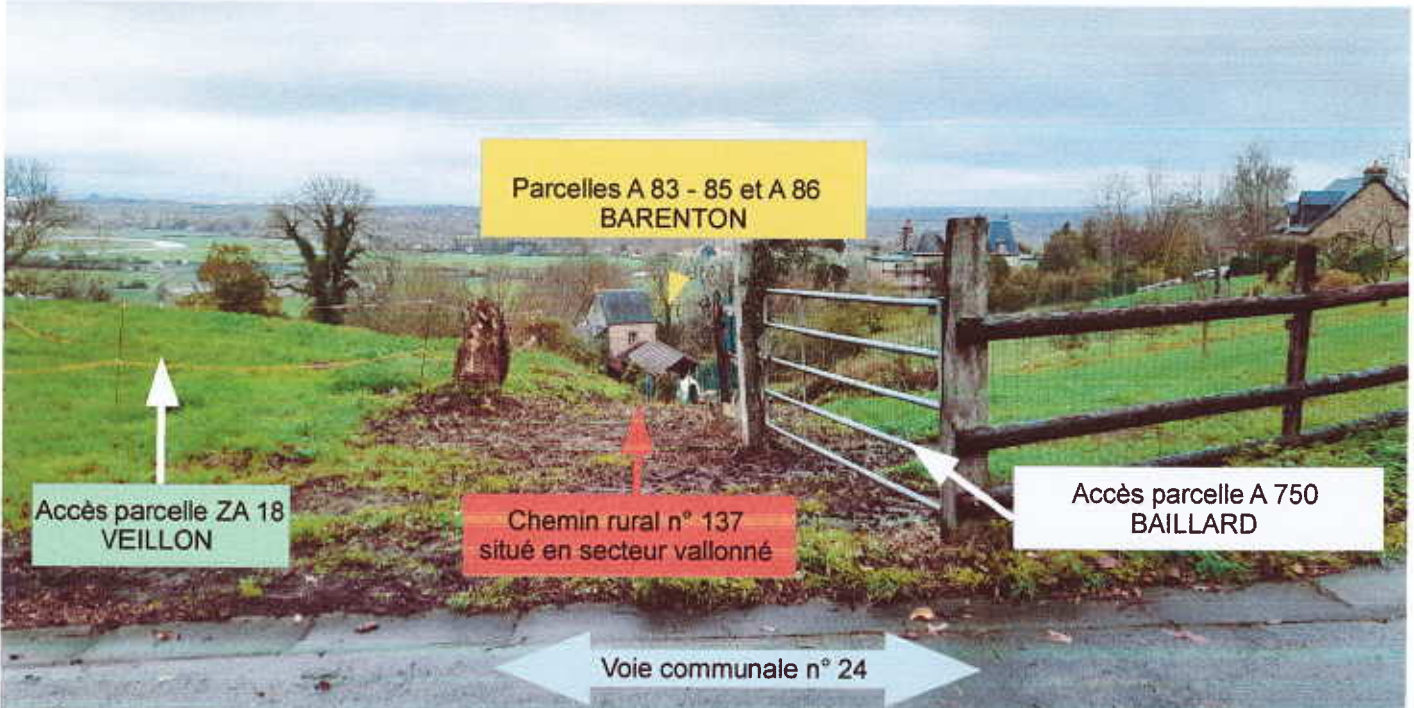 Parcelles A 83 - 85 et A 86
BARENTON
Accès parcelle ZA 18
VEILLON
Chemin rural n° 137
situé en secteur vallonné
Accès parcelle A 750
BAILLARD
Voie communale n° 24